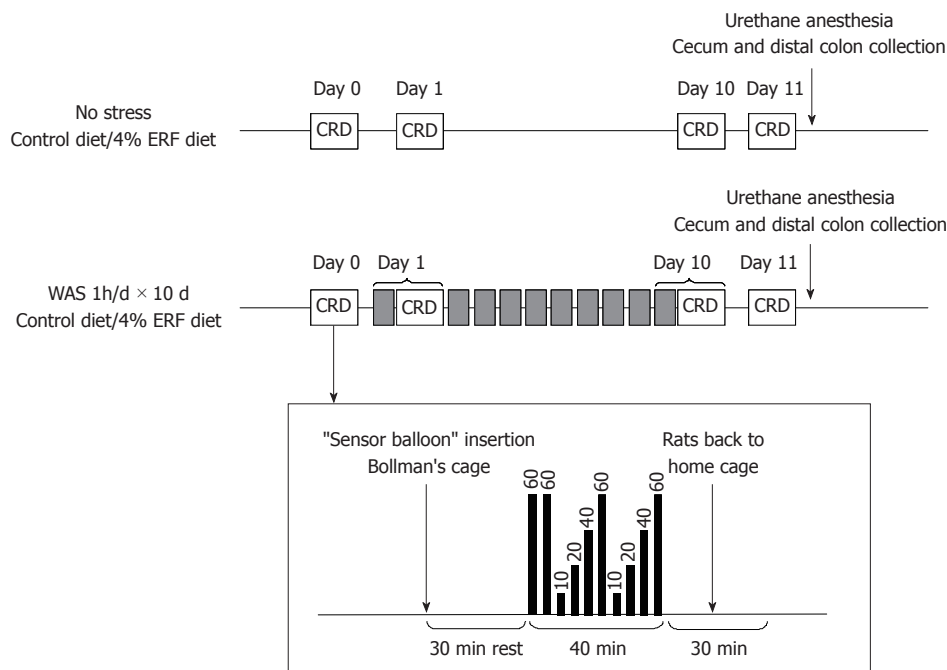 Urethane anesthesia
Cecum and distal colon collection
Day 0
Day 1
Day 10
Day 11
No stress
Control diet/4% ERF diet
CRD
CRD
CRD
CRD
Urethane anesthesia
Cecum and distal colon collection
Day 0
Day 1
Day 10
Day 11
WAS 1h/d × 10 d
Control diet/4% ERF diet
CRD
CRD
CRD
CRD
"Sensor balloon" insertion
Bollman's cage
Rats back to
home cage
60
60
10
20
40
60
10
20
40
60
30 min rest
40 min
30 min